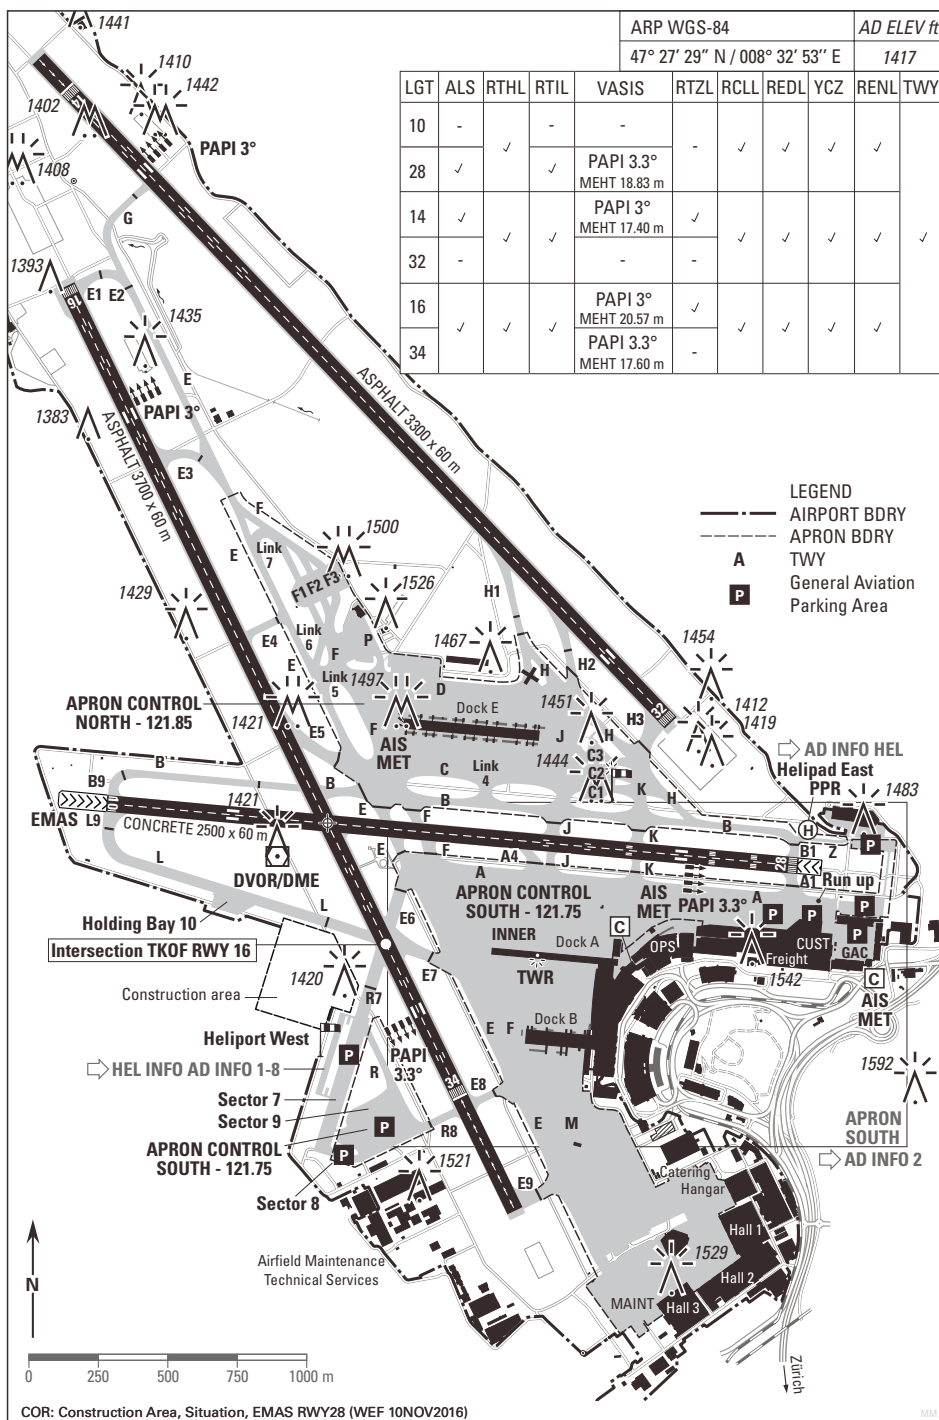 ARP WGS-84
AD ELEV ft
47° 27' 29" N / 008° 32' 53'' E
1417
LGT ALS RTHL RTIL VASIS RTZL RCLL REDL YCZ RENL TWY
10 - ✓ - - - ✓ ✓ ✓ ✓ ✓
28 ✓ ✓ PAPI 3.3°
MEHT 18.83 m
14 ✓ ✓ ✓ PAPI 3° ✓ ✓ ✓ ✓ ✓
MEHT 17.40 m
32 - - -
16 ✓ ✓ ✓ PAPI 3° ✓ ✓ ✓ ✓ ✓
MEHT 20.57 m
34 PAPI 3.3° -
MEHT 17.60 m
1441
1410
1442
1402
14
PAPI 3°
1408
G
1393
E1 E2
16
1435
E
ASPHALT 3300 x 60 m
PAPI 3°
1383
ASPHALT 3700 x 60 m
E3
LEGEND
AIRPORT BDRY
APRON BDRY
A TWY
P General Aviation
Parking Area
F
E
Link
7
1500
F1 F2 F3
1526
H1
1429
E4
Link
6
F
P
1467
H
H2
1454
E
Link
5
1497
D
APRON CONTROL
NORTH - 121.85
1421
Dock E
1451
H3
32
1412
1419
E5
F
AIS
MET
J
H
C3
AD INFO HEL
Helipad East
PPR
B
B9
C
Link
4
1444
C2
C1
K
H
1483
B
E
F
B
J
K
B
H
P
EMAS
L9
1421
CONCRETE 2500 x 60 m
28
B1
Z
L
DVOR/DME
E
F
A
A4
J
K
A1
Run up
APRON CONTROL
SOUTH - 121.75
AIS
MET
PAPI 3.3°
A
P
P
P
P
Holding Bay 10
L
E6
INNER
Dock A
C
OPS
CUST
GAC
Intersection TKOF RWY 16
E7
TWR
Freight
1542
C
AIS
MET
1420
Construction area
R7
Heliport West
P
PAPI
3.3°
E F
Dock B
HEL INFO AD INFO 1-8
R
34
E8
1592
Sector 7
Sector 9
P
R8
E
M
APRON
SOUTH
AD INFO 2
APRON CONTROL
SOUTH - 121.75
P
1521
Sector 8
E9
Catering
Hangar
Hall 1
Airfield Maintenance
Technical Services
1529
Hall 2
MAINT
Hall 3
N
0 250 500 750 1000 m
Zürich
COR: Construction Area, Situation, EMAS RWY28 (WEF 10NOV2016)
MM